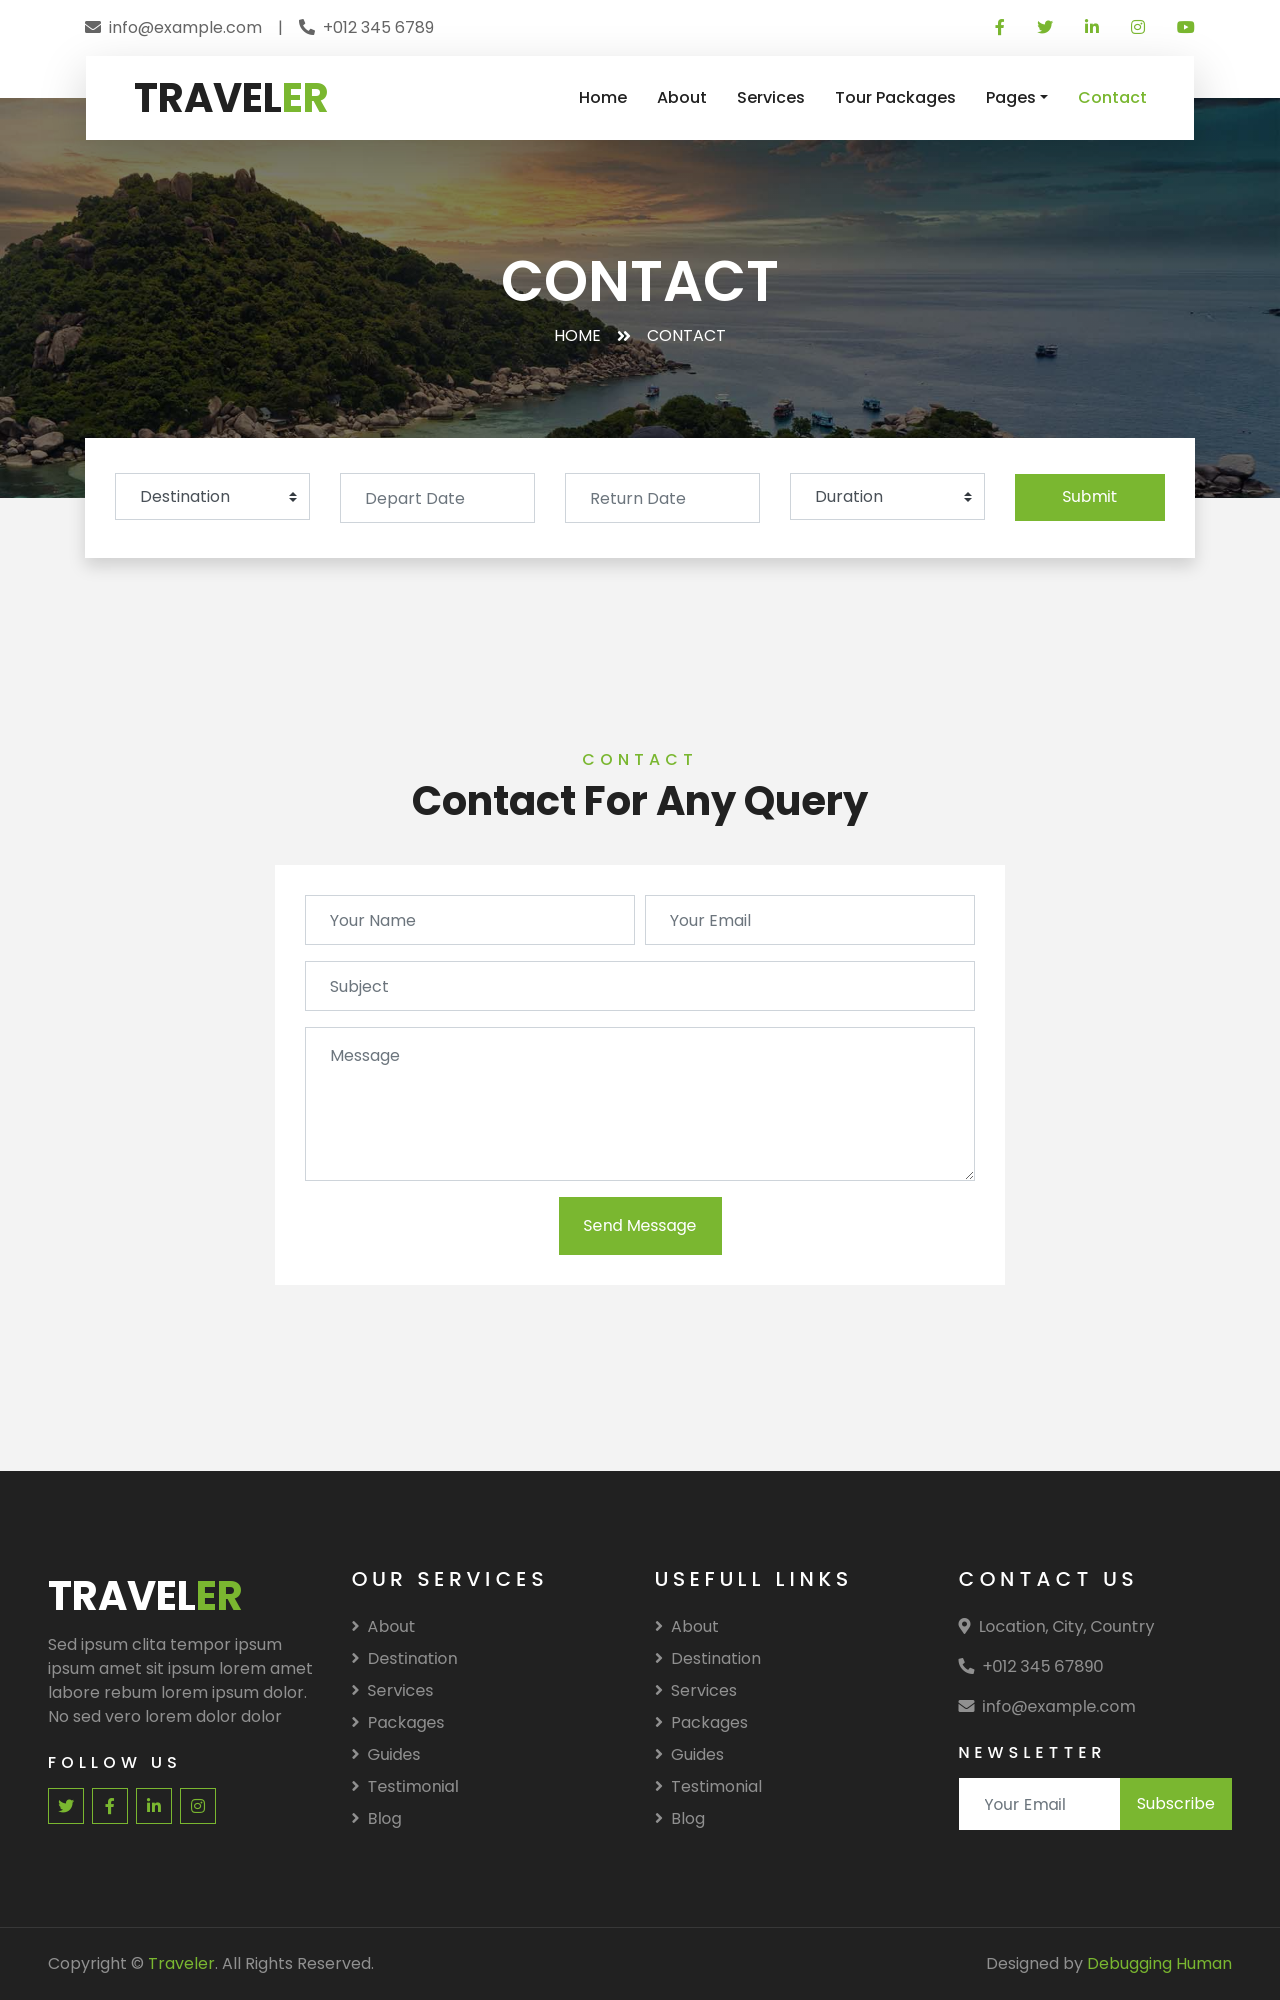 info@example.com | +012 345 6789
TRAVELER
Home About Services Tour Packages Pages Contact
CONTACT
HOME CONTACT
Destination Depart Date Return Date Duration Submit
CONTACT
Contact For Any Query
Your Name Your Email
Subject
Message
Send Message
TRAVELER
Sed ipsum clita tempor ipsum
ipsum amet sit ipsum lorem amet
labore rebum lorem ipsum dolor.
No sed vero lorem dolor dolor
FOLLOW US
OUR SERVICES
About
Destination
Services
Packages
Guides
Testimonial
Blog
USEFULL LINKS
About
Destination
Services
Packages
Guides
Testimonial
Blog
CONTACT US
Location, City, Country
+012 345 67890
info@example.com
NEWSLETTER
Your Email Subscribe
Copyright © Traveler. All Rights Reserved.
Designed by Debugging Human